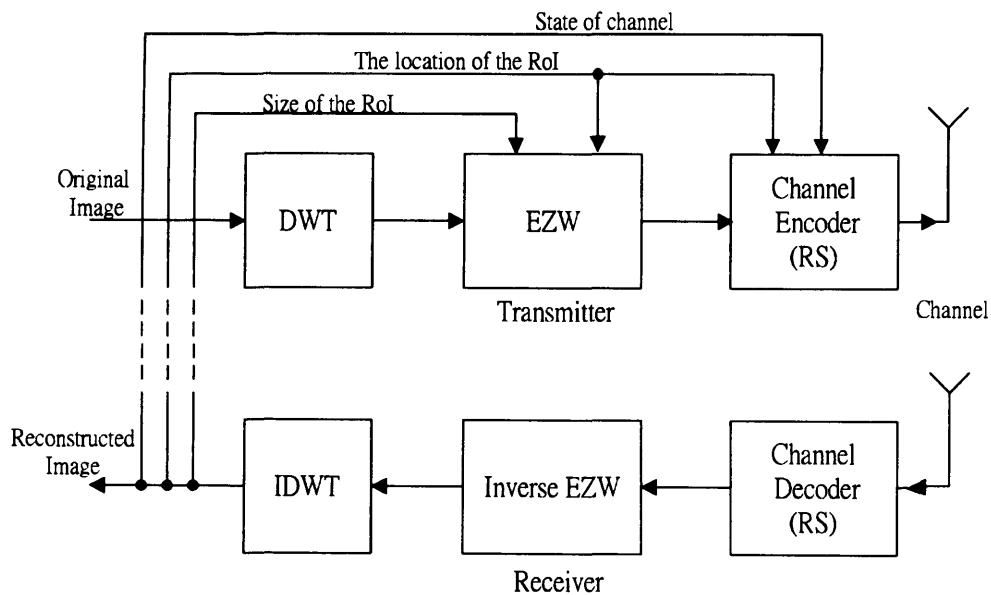 State of channel
The location of the RoI
Size of the RoI
Original
Image
DWT
EZW
Channel
Encoder
(RS)
Transmitter
Channel
Reconstructed
Image
IDWT
Inverse EZW
Channel
Decoder
(RS)
Receiver